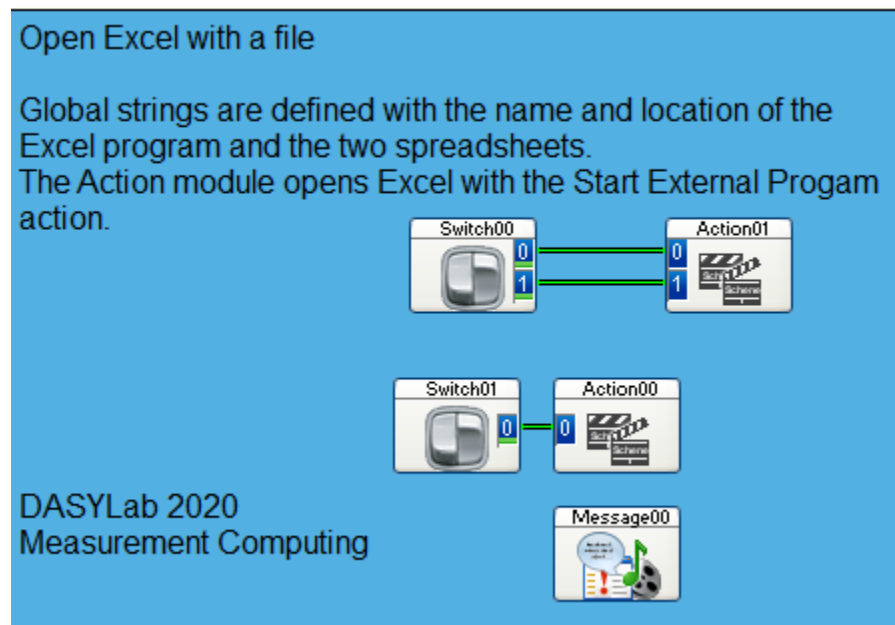 Open Excel with a file
Global strings are defined with the name and location of the
Excel program and the two spreadsheets.
The Action module opens Excel with the Start External Progam
action.
Switch00
0
1
Action01
0
1
Switch01
0
Action00
0
DASYLab 2020
Measurement Computing
Message00